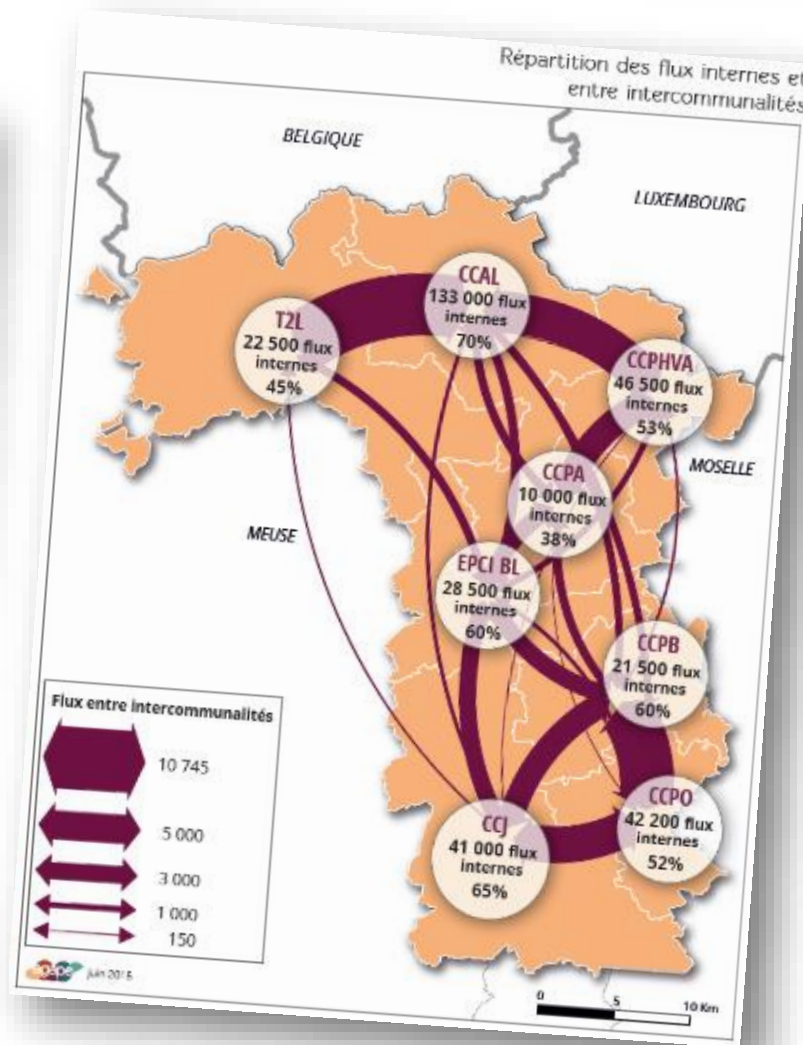 Répartition des flux internes et
entre intercommunalités
BELGIQUE
LUXEMBOURG
CCAL
133 000 flux
internes
70%
T2L
22 500 flux
internes
45%
CCPHVA
46 500 flux
internes
53%
MOSELLE
CCPA
10 000 flux
internes
38%
MEUSE
EPCI BL
28 500 flux
internes
60%
CCPB
21 500 flux
internes
60%
CCPO
42 200 flux
internes
52%
CCJ
41 000 flux
internes
65%
Flux entre intercommunalités
10 745
5 000
3 000
1 000
150
agape
0 5 10 Km